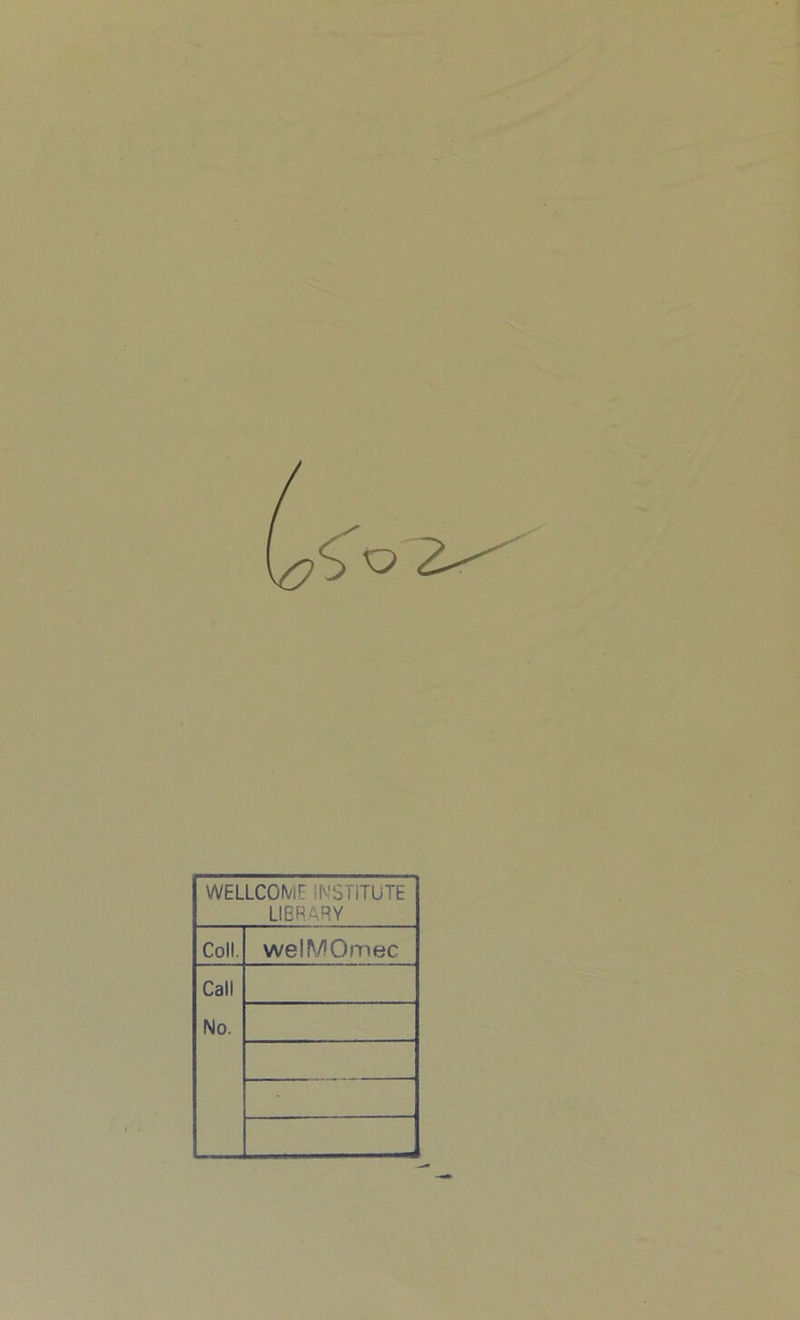 6502
WELLCOME INSTITUTE
LIBRARY
Coll. welMOmec
Call
No.